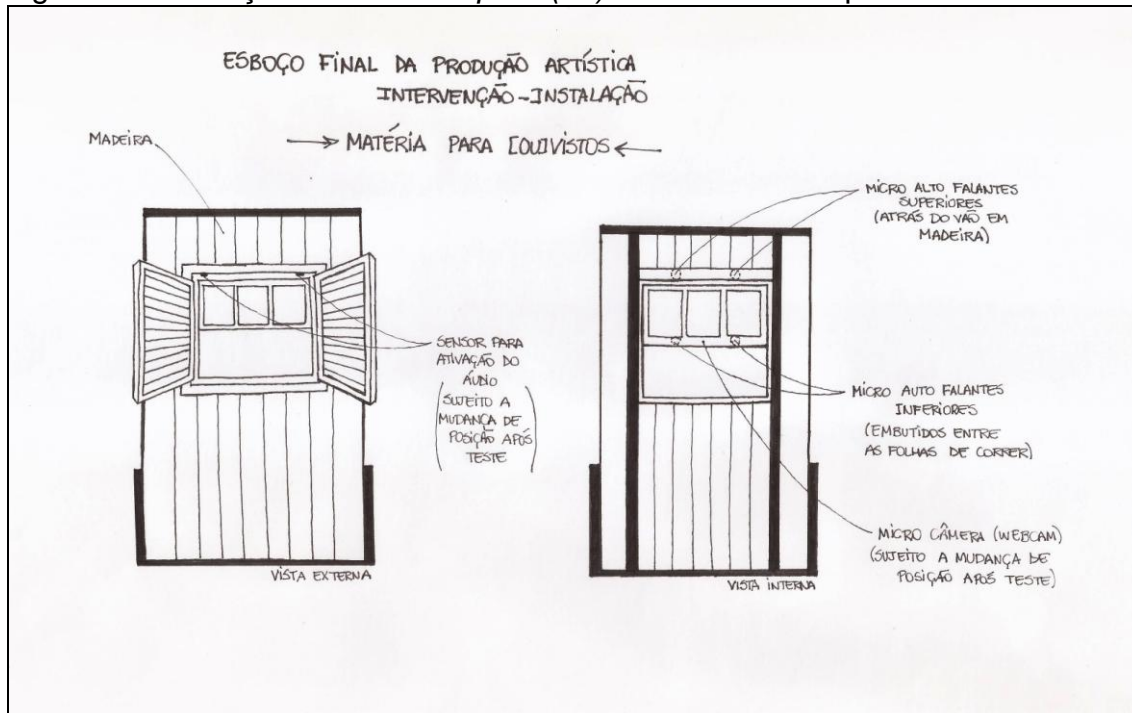 ESBOÇO FINAL DA PRODUÇÃO ARTÍSTICA
INTERVENÇÃO-INSTALAÇÃO
MATÉRIA PARA [OU]VISTOS
MADEIRA
SENSOR PARA
ATIVAÇÃO DO
ÁUDIO
(SUJEITO A
MUDANÇA DE
POSIÇÃO APÓS
TESTE)
VISTA EXTERNA
MICRO ALTO FALANTES
SUPERIORES
(ATRÁS DO VÃO EM
MADEIRA)
MICRO AUTO FALANTES
INFERIORES
(EMBUTIDOS ENTRE
AS FOLHAS DE CORRER)
MICRO CÂMERA (WEBCAM)
(SUJEITO A MUDANÇA DE
POSIÇÃO APÓS TESTE)
VISTA INTERNA